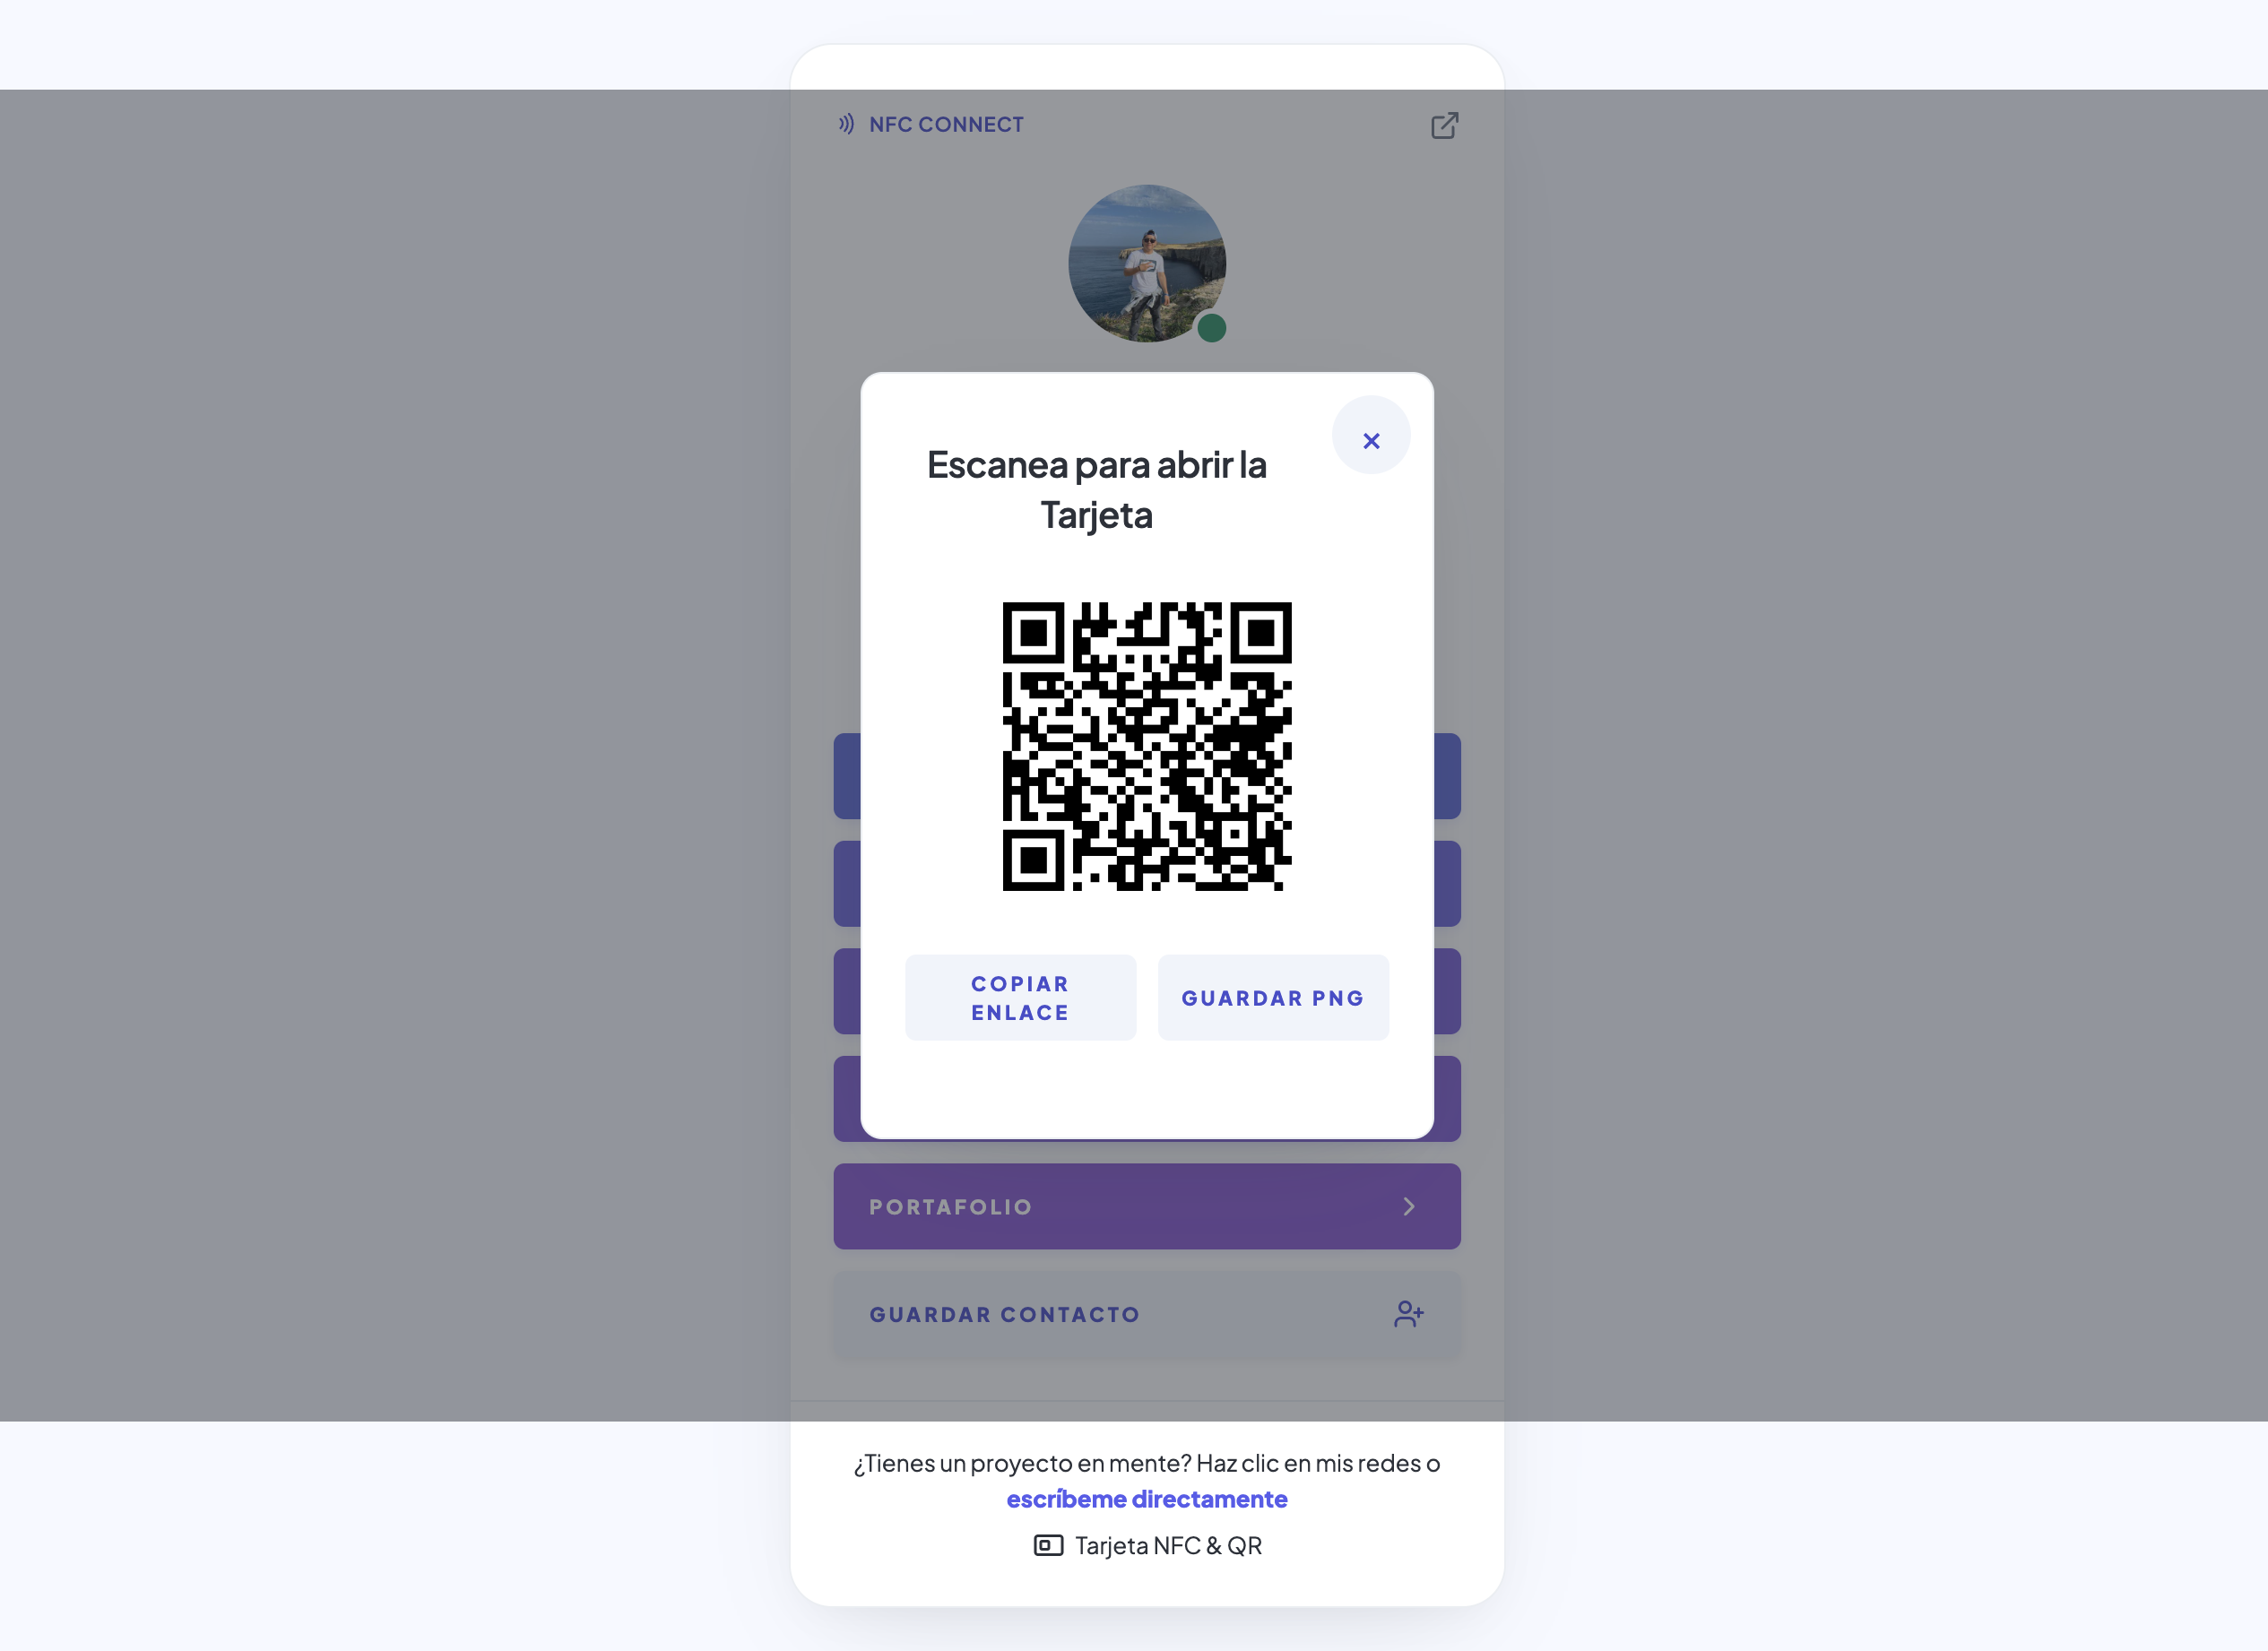 NFC CONNECT
Escanea para abrir la
Tarjeta
COPIAR
ENLACE
GUARDAR PNG
PORTAFOLIO
GUARDAR CONTACTO
¿Tienes un proyecto en mente? Haz clic en mis redes o
escríbeme directamente
Tarjeta NFC & QR